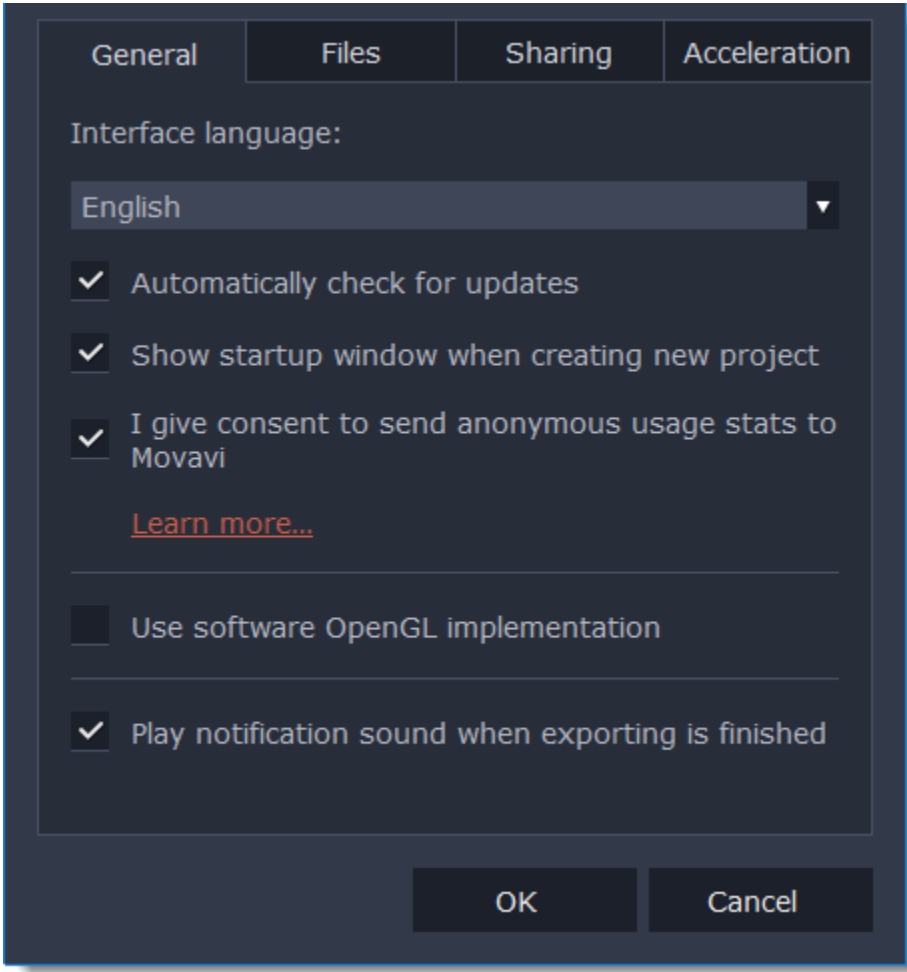 General Files Sharing Acceleration
Interface language:
English
Automatically check for updates
Show startup window when creating new project
I give consent to send anonymous usage stats to
Movavi
Learn more...
Use software OpenGL implementation
Play notification sound when exporting is finished
OK Cancel